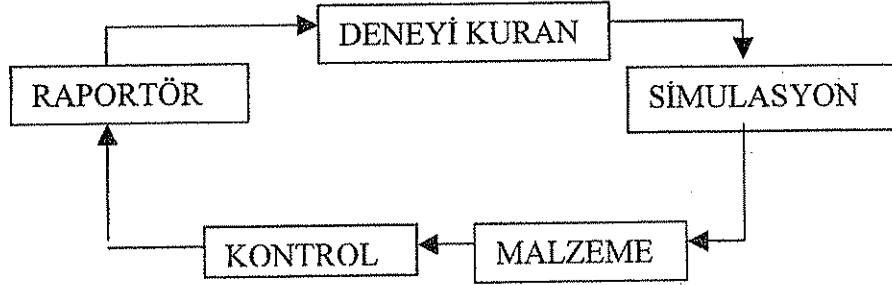 DENEYİ KURAN
RAPORTÖR
SİMULASYON
KONTROL
MALZEME